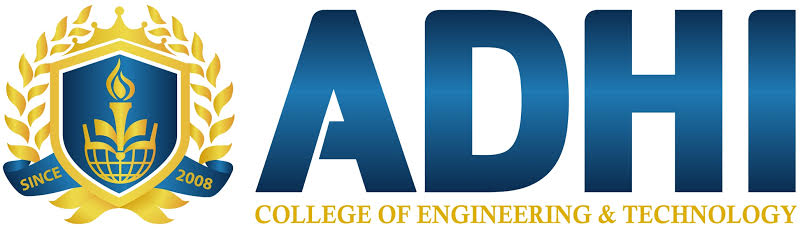 ADHI
SINCE 2008
COLLEGE OF ENGINEERING & TECHNOLOGY